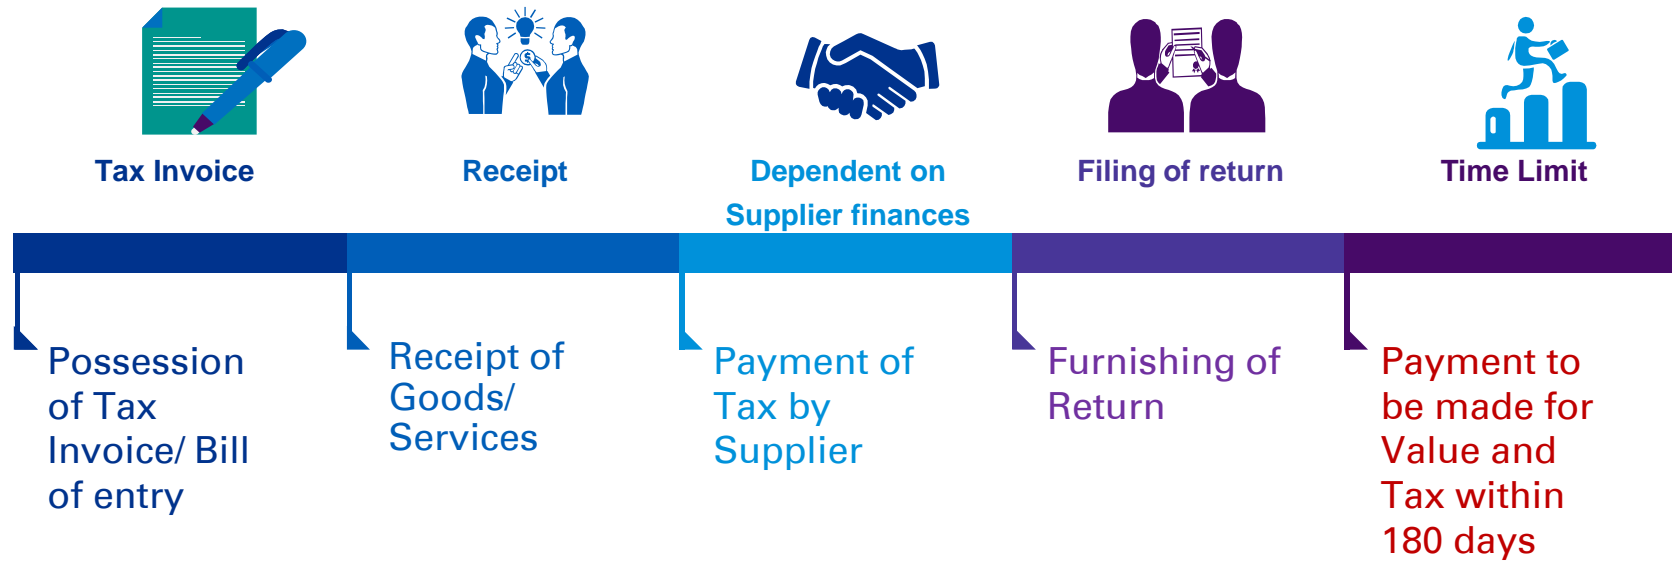 Tax Invoice
Receipt
Dependent on
Supplier finances
Filing of return
Time Limit
Possession
of Tax
Invoice/ Bill
of entry
Receipt of
Goods/
Services
Payment of
Tax by
Supplier
Furnishing of
Return
Payment to
be made for
Value and
Tax within
180 days